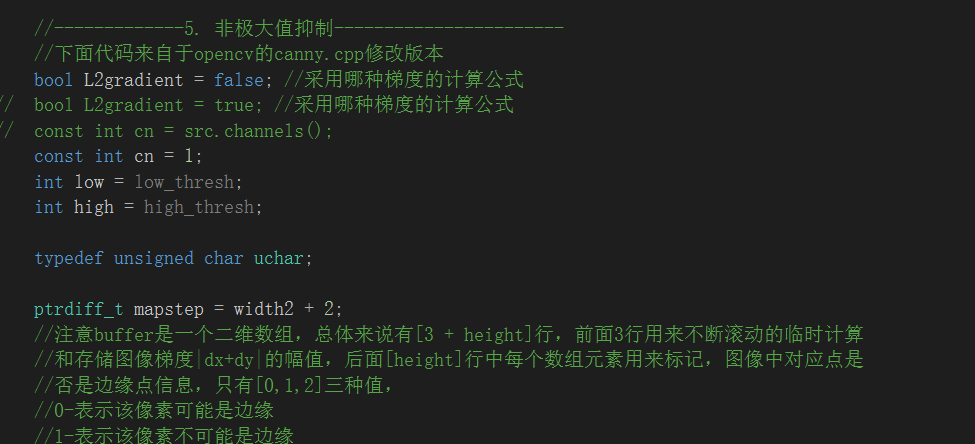 //-------------5. 非极大值抑制-----------------------
//下面代码来自于opencv的canny.cpp修改版本
bool L2gradient = false; //采用哪种梯度的计算公式
// bool L2gradient = true; //采用哪种梯度的计算公式
// const int cn = src.channels();
const int cn = 1;
int low = low_thresh;
int high = high_thresh;
typedef unsigned char uchar;
ptrdiff_t mapstep = width2 + 2;
//注意buffer是一个二维数组，总体来说有[3 + height]行，前面3行用来不断滚动的临时计算
//和存储图像梯度|dx+dy|的幅值，后面[height]行中每个数组元素用来标记，图像中对应点是
//否是边缘点信息，只有[0,1,2]三种值，
//0-表示该像素可能是边缘
//1-表示该像素不可能是边缘